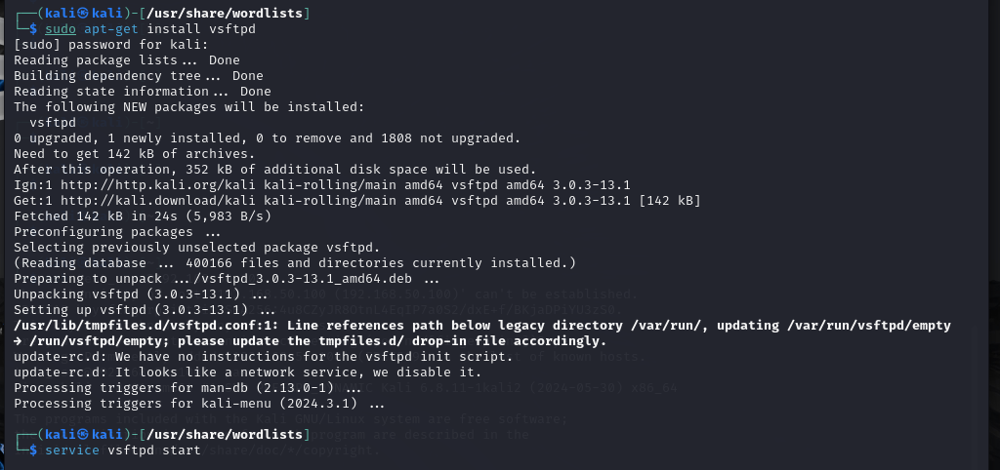 ┌──(kali㉿kali)-[/usr/share/wordlists]
└─$ sudo apt-get install vsftpd
[sudo] password for kali:
Reading package lists... Done
Building dependency tree... Done
Reading state information... Done
The following NEW packages will be installed:
  vsftpd
0 upgraded, 1 newly installed, 0 to remove and 1808 not upgraded.
Need to get 142 kB of archives.
After this operation, 352 kB of additional disk space will be used.
Ign:1 http://http.kali.org/kali kali-rolling/main amd64 vsftpd amd64 3.0.3-13.1
Get:1 http://kali.download/kali kali-rolling/main amd64 vsftpd amd64 3.0.3-13.1 [142 kB]
Fetched 142 kB in 24s (5,983 B/s)
Preconfiguring packages ...
Selecting previously unselected package vsftpd.
(Reading database ... 400166 files and directories currently installed.)
Preparing to unpack .../vsftpd_3.0.3-13.1_amd64.deb ...
Unpacking vsftpd (3.0.3-13.1) ...
Setting up vsftpd (3.0.3-13.1) ...
/usr/lib/tmpfiles.d/vsftpd.conf:1: Line references path below legacy directory /var/run/, updating /var/run/vsftpd/empty
→ /run/vsftpd/empty; please update the tmpfiles.d/ drop-in file accordingly.
update-rc.d: We have no instructions for the vsftpd init script.
update-rc.d: It looks like a network service, we disable it.
Processing triggers for man-db (2.13.0-1) ...
Processing triggers for kali-menu (2024.3.1) ...
┌──(kali㉿kali)-[/usr/share/wordlists]
└─$ service vsftpd start